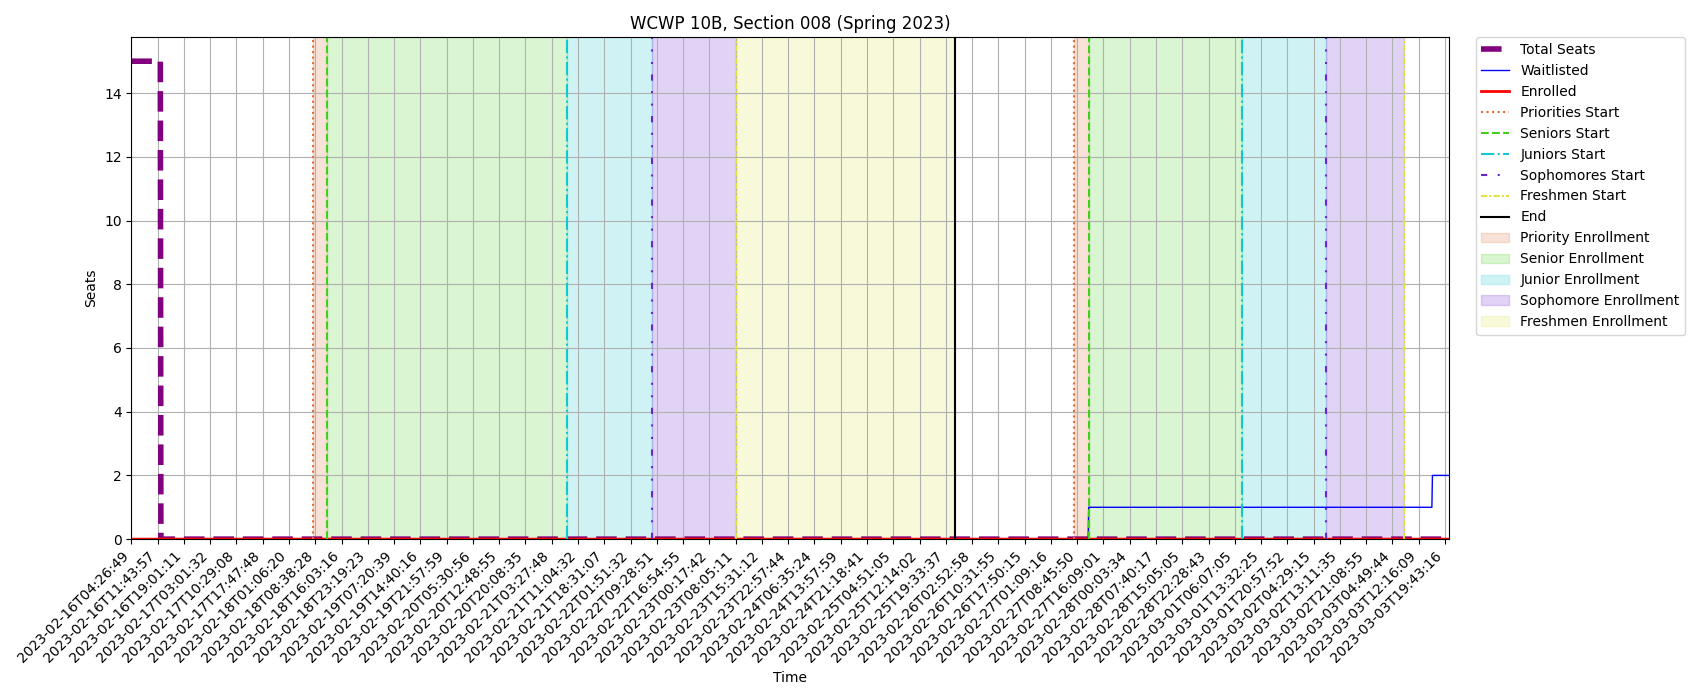 WCWP 10B, Section 008 (Spring 2023)
Seats
14
12
10
8
6
4
2
0
2023-02-16T04:26:49
2023-02-16T11:43:57
2023-02-16T19:01:11
2023-02-17T03:01:32
2023-02-17T10:29:08
2023-02-17T17:47:48
2023-02-18T01:06:20
2023-02-18T08:38:28
2023-02-18T16:03:16
2023-02-18T23:19:23
2023-02-19T07:20:39
2023-02-19T14:40:16
2023-02-19T21:57:59
2023-02-20T05:30:56
2023-02-20T12:48:55
2023-02-20T20:08:35
2023-02-21T03:27:48
2023-02-21T11:04:32
2023-02-21T18:31:07
2023-02-22T01:51:32
2023-02-22T09:28:51
2023-02-22T16:54:55
2023-02-23T00:17:42
2023-02-23T08:05:11
2023-02-23T15:31:12
2023-02-23T22:57:44
2023-02-24T06:35:24
2023-02-24T13:57:59
2023-02-24T21:18:41
2023-02-25T04:51:05
2023-02-25T12:14:02
2023-02-25T19:33:37
2023-02-26T02:52:58
2023-02-26T10:31:55
2023-02-26T17:50:15
2023-02-27T01:09:16
2023-02-27T08:45:50
2023-02-27T16:09:01
2023-02-28T00:03:34
2023-02-28T07:40:17
2023-02-28T15:05:05
2023-02-28T22:28:43
2023-03-01T06:07:05
2023-03-01T13:32:25
2023-03-01T20:57:52
2023-03-02T04:29:15
2023-03-02T13:11:35
2023-03-02T21:08:55
2023-03-03T04:49:44
2023-03-03T12:16:09
2023-03-03T19:43:16
Time
Total Seats
Waitlisted
Enrolled
Priorities Start
Seniors Start
Juniors Start
Sophomores Start
Freshmen Start
End
Priority Enrollment
Senior Enrollment
Junior Enrollment
Sophomore Enrollment
Freshmen Enrollment